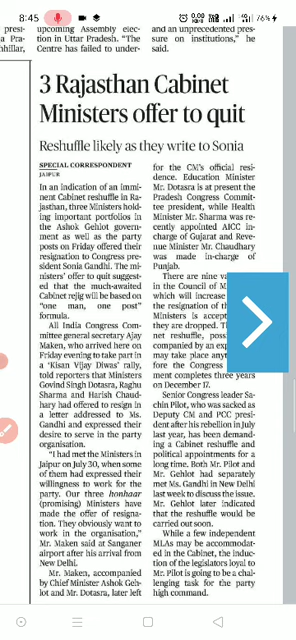 8:45
76%
presi-
a Pra-
hhillar,
upcoming Assembly elec-
tion in Uttar Pradesh. "The
Centre has failed to under-
and an unprecedented pres-
sure on institutions," he
said.
3 Rajasthan Cabinet
Ministers offer to quit
Reshuffle likely as they write to Sonia
SPECIAL CORRESPONDENT
JAIPUR
In an indication of an immi-
nent Cabinet reshuffle in Ra-
jasthan, three Ministers hold-
ing important portfolios in
the Ashok Gehlot govern-
ment as well as the party
posts on Friday offered their
resignation to Congress pre-
sident Sonia Gandhi. The mi-
nisters' offer to quit suggest-
ed that the much-awaited
Cabinet rejig will be based on
"one man, one post"
formula.
All India Congress Com-
mittee general secretary Ajay
Maken, who arrived here on
Friday evening to take part in
a 'Kisan Vijay Diwas' rally,
told reporters that Ministers
Govind Singh Dotasra, Raghu
Sharma and Harish Chaud-
hary had offered to resign in
a letter addressed to Ms.
Gandhi and expressed their
desire to serve in the party
organisation.
"I had met the Ministers in
Jaipur on July 30, when some
of them had expressed their
willingness to work for the
party. Our three honhaar
(promising) Ministers have
made the offer of resigna-
tion. They obviously want to
work in the organisation,"
Mr. Maken said at Sanganer
airport after his arrival from
New Delhi.
Mr. Maken, accompanied
by Chief Minister Ashok Geh-
lot and Mr. Dotasra, later left
for the CM's official resi-
dence. Education Minister
Mr. Dotasra is at present the
Pradesh Congress Commit-
tee president, while Health
Minister Mr. Sharma was re-
cently appointed AICC in-
charge of Gujarat and Reve-
nue Minister Mr. Chaudhary
was made in-charge of
Punjab.
There are nine
in the Council of M
which will increase
the resignation of th
Ministers is accept
they are dropped. T
net reshuffle, poss
companied by an exp
may take place any
fore the Congress
ment completes three years
on December 17.
Senior Congress leader Sa-
chin Pilot, who was sacked as
Deputy CM and PCC presi-
dent after his rebellion in July
last year, has been demand-
ing a Cabinet reshuffle and
political appointments for a
long time. Both Mr. Pilot and
Mr. Gehlot had separately
met Ms. Gandhi in New Delhi
last week to discuss the issue.
Mr. Gehlot later indicated
that the reshuffle would be
carried out soon.
While a few independent
MLAs may be accommodat-
ed in the Cabinet, the induc-
tion of the legislators loyal to
Mr. Pilot is going to be a chal-
lenging task for the party
high command.